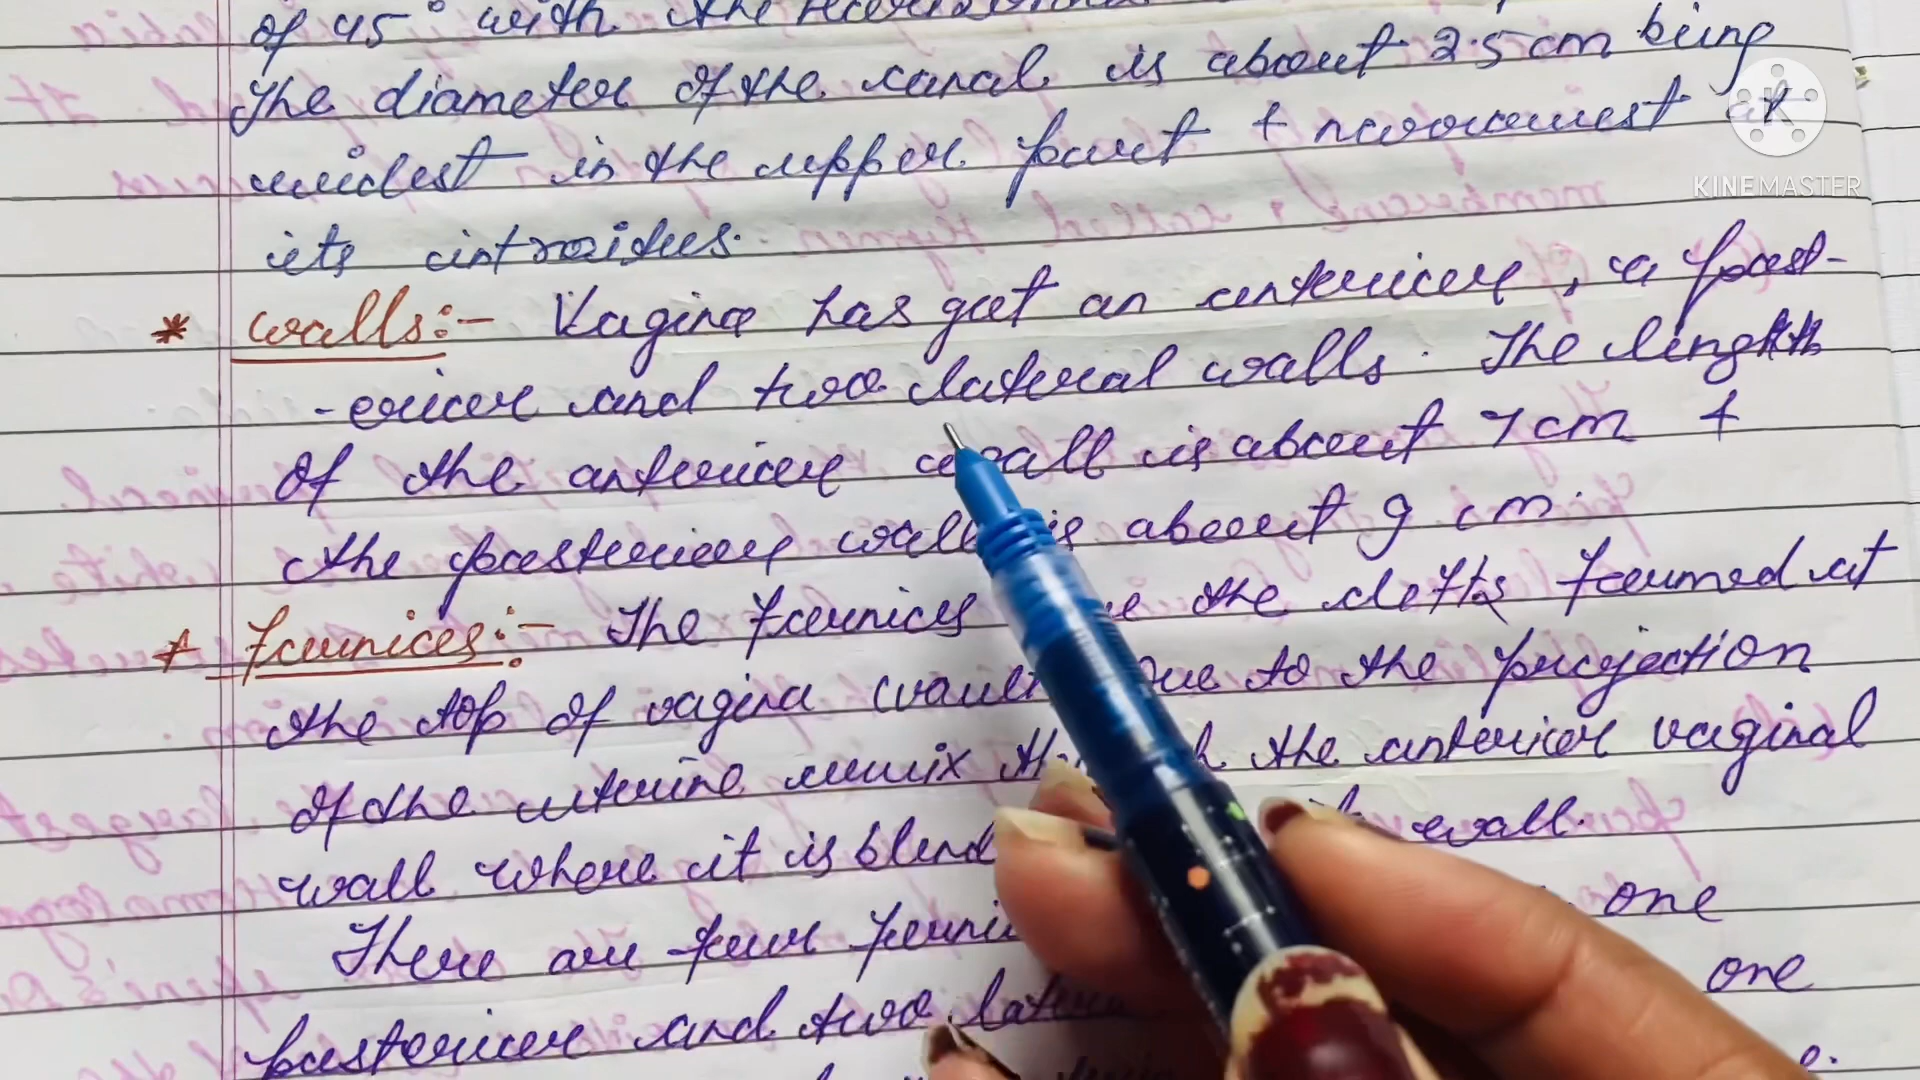 of 45° with the
The diameter of the canal is about 2.5 cm being
widest in the upper part + narrowest at
its introitus.
* walls:- Vagina has got an anterior, a post-
-erior and two lateral walls. The length
of the anterior wall is about 7 cm +
the posterior wall is about 9 cm.
+ Fornices:- The fornices the clefts formed at
the top of vagina (vault due to the projection
of the uterine cervix the anterior vaginal
wall where it is blend wall.
There are four one
posterior and two one
KINEMASTER